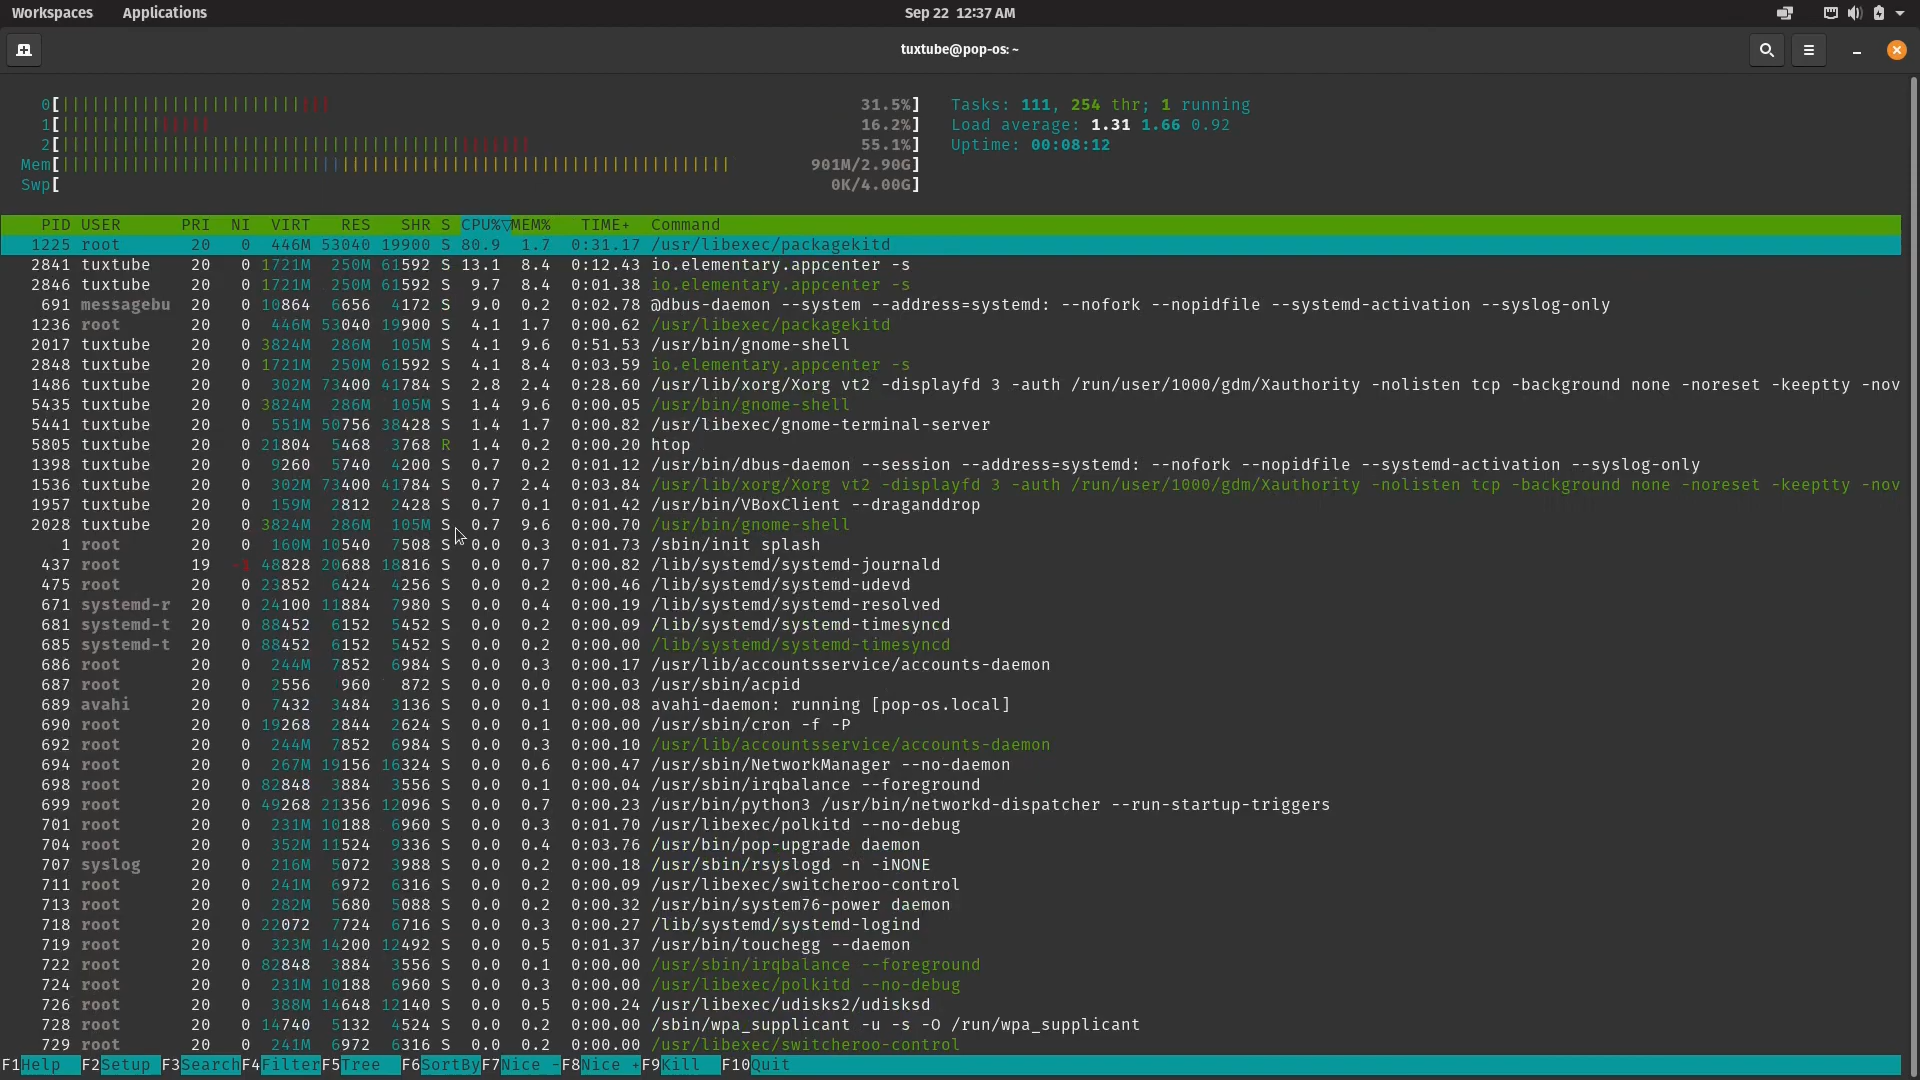 Workspaces Applications Sep 22 12:37 AM
tuxtube@pop-os: ~
0[ 31.5%] Tasks: 111, 254 thr; 1 running
1[ 16.2%] Load average: 1.31 1.66 0.92
2[ 55.1%] Uptime: 00:08:12
Mem[ 901M/2.90G]
Swp[ 0K/4.00G]
PID USER PRI NI VIRT RES SHR S CPU%▽MEM% TIME+ Command
1225 root 20 0 446M 53040 19900 S 80.9 1.7 0:31.17 /usr/libexec/packagekitd
2841 tuxtube 20 0 1721M 250M 61592 S 13.1 8.4 0:12.43 io.elementary.appcenter -s
2846 tuxtube 20 0 1721M 250M 61592 S 9.7 8.4 0:01.38 io.elementary.appcenter -s
691 messagebu 20 0 10864 6656 4172 S 9.0 0.2 0:02.78 @dbus-daemon --system --address=systemd: --nofork --nopidfile --systemd-activation --syslog-only
1236 root 20 0 446M 53040 19900 S 4.1 1.7 0:00.62 /usr/libexec/packagekitd
2017 tuxtube 20 0 3824M 286M 105M S 4.1 9.6 0:51.53 /usr/bin/gnome-shell
2848 tuxtube 20 0 1721M 250M 61592 S 4.1 8.4 0:03.59 io.elementary.appcenter -s
1486 tuxtube 20 0 302M 73400 41784 S 2.8 2.4 0:28.60 /usr/lib/xorg/Xorg vt2 -displayfd 3 -auth /run/user/1000/gdm/Xauthority -nolisten tcp -background none -noreset -keeptty -nov
5435 tuxtube 20 0 3824M 286M 105M S 1.4 9.6 0:00.05 /usr/bin/gnome-shell
5441 tuxtube 20 0 551M 50756 38428 S 1.4 1.7 0:00.82 /usr/libexec/gnome-terminal-server
5805 tuxtube 20 0 21804 5468 3768 R 1.4 0.2 0:00.20 htop
1398 tuxtube 20 0 9260 5740 4200 S 0.7 0.2 0:01.12 /usr/bin/dbus-daemon --session --address=systemd: --nofork --nopidfile --systemd-activation --syslog-only
1536 tuxtube 20 0 302M 73400 41784 S 0.7 2.4 0:03.84 /usr/lib/xorg/Xorg vt2 -displayfd 3 -auth /run/user/1000/gdm/Xauthority -nolisten tcp -background none -noreset -keeptty -nov
1957 tuxtube 20 0 159M 2812 2428 S 0.7 0.1 0:01.42 /usr/bin/VBoxClient --draganddrop
2028 tuxtube 20 0 3824M 286M 105M S 0.7 9.6 0:00.70 /usr/bin/gnome-shell
1 root 20 0 160M 10540 7508 S 0.0 0.3 0:01.73 /sbin/init splash
437 root 19 -1 48828 20688 18816 S 0.0 0.7 0:00.82 /lib/systemd/systemd-journald
475 root 20 0 23852 6424 4256 S 0.0 0.2 0:00.46 /lib/systemd/systemd-udevd
671 systemd-r 20 0 24100 11884 7980 S 0.0 0.4 0:00.19 /lib/systemd/systemd-resolved
681 systemd-t 20 0 88452 6152 5452 S 0.0 0.2 0:00.09 /lib/systemd/systemd-timesyncd
685 systemd-t 20 0 88452 6152 5452 S 0.0 0.2 0:00.00 /lib/systemd/systemd-timesyncd
686 root 20 0 244M 7852 6984 S 0.0 0.3 0:00.17 /usr/lib/accountsservice/accounts-daemon
687 root 20 0 2556 960 872 S 0.0 0.0 0:00.03 /usr/sbin/acpid
689 avahi 20 0 7432 3484 3136 S 0.0 0.1 0:00.08 avahi-daemon: running [pop-os.local]
690 root 20 0 19268 2844 2624 S 0.0 0.1 0:00.00 /usr/sbin/cron -f -P
692 root 20 0 244M 7852 6984 S 0.0 0.3 0:00.10 /usr/lib/accountsservice/accounts-daemon
694 root 20 0 267M 19156 16324 S 0.0 0.6 0:00.47 /usr/sbin/NetworkManager --no-daemon
698 root 20 0 82848 3884 3556 S 0.0 0.1 0:00.04 /usr/sbin/irqbalance --foreground
699 root 20 0 49268 21356 12096 S 0.0 0.7 0:00.23 /usr/bin/python3 /usr/bin/networkd-dispatcher --run-startup-triggers
701 root 20 0 231M 10188 6960 S 0.0 0.3 0:01.70 /usr/libexec/polkitd --no-debug
704 root 20 0 352M 11524 9336 S 0.0 0.4 0:03.76 /usr/bin/pop-upgrade daemon
707 syslog 20 0 216M 5072 3988 S 0.0 0.2 0:00.18 /usr/sbin/rsyslogd -n -iNONE
711 root 20 0 241M 6972 6316 S 0.0 0.2 0:00.09 /usr/libexec/switcheroo-control
713 root 20 0 282M 5680 5088 S 0.0 0.2 0:00.32 /usr/bin/system76-power daemon
718 root 20 0 22072 7724 6716 S 0.0 0.3 0:00.27 /lib/systemd/systemd-logind
719 root 20 0 323M 14200 12492 S 0.0 0.5 0:01.37 /usr/bin/touchegg --daemon
722 root 20 0 82848 3884 3556 S 0.0 0.1 0:00.00 /usr/sbin/irqbalance --foreground
724 root 20 0 231M 10188 6960 S 0.0 0.3 0:00.00 /usr/libexec/polkitd --no-debug
726 root 20 0 388M 14648 12140 S 0.0 0.5 0:00.24 /usr/libexec/udisks2/udisksd
728 root 20 0 14740 5132 4524 S 0.0 0.2 0:00.00 /sbin/wpa_supplicant -u -s -O /run/wpa_supplicant
729 root 20 0 241M 6972 6316 S 0.0 0.2 0:00.00 /usr/libexec/switcheroo-control
F1Help F2Setup F3SearchF4FilterF5Tree F6SortByF7Nice -F8Nice +F9Kill F10Quit